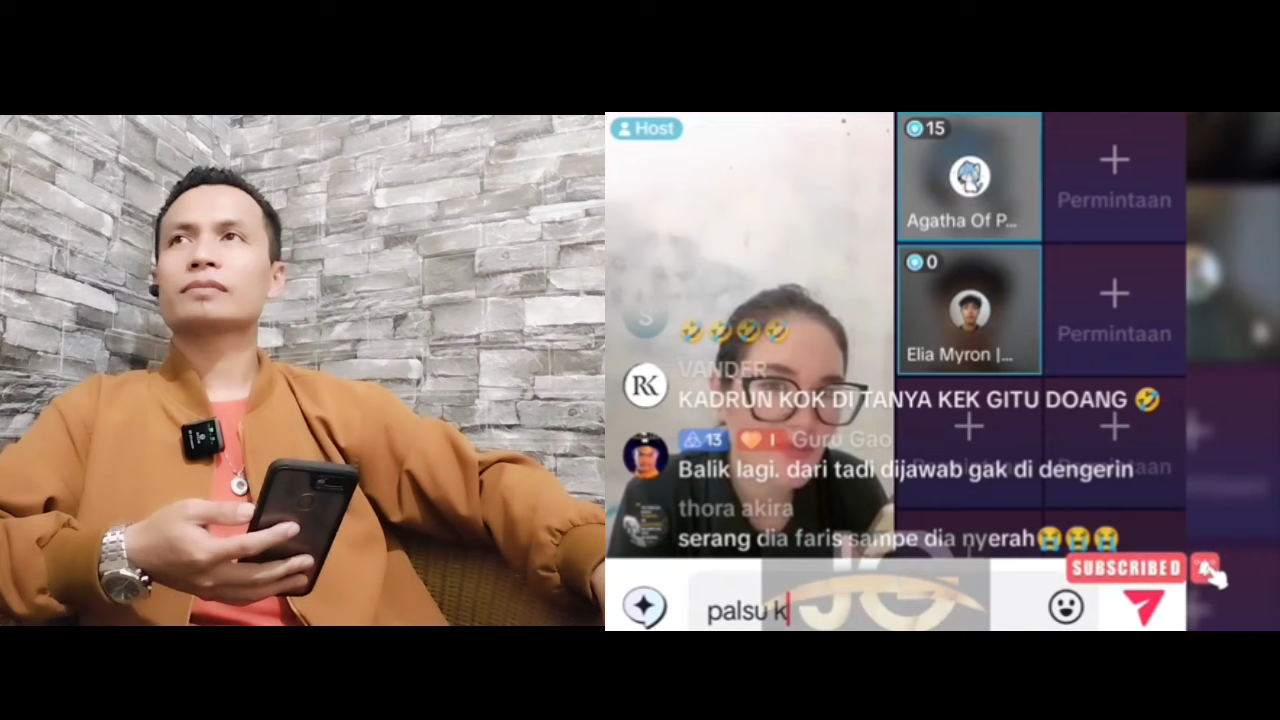 Host
15
Agatha Of P...
Permintaan
0
Elia Myron |...
Permintaan
S
🤣🤣🤣🤣
VANDER
RK
KADRUN KOK DI TANYA KEK GITU DOANG 🤣
13 I Guru Gao
Balik lagi. dari tadi dijawab gak di dengerin
thora akira
serang dia faris sampe dia nyerah😭😭😭
SUBSCRIBED
palsu k
JG